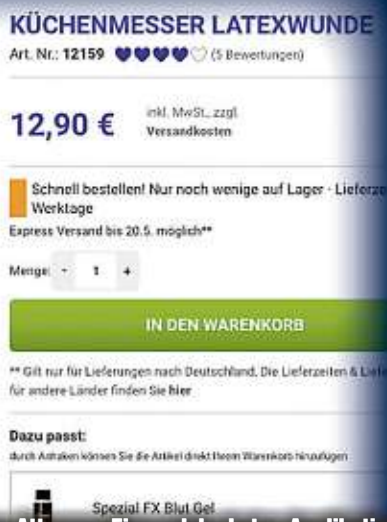 KÜCHENMESSER LATEXWUNDE
Art. Nr.: 12159 (5 Bewertungen)
12,90 €
inkl. MwSt., zzgl.
Versandkosten
Schnell bestellen! Nur noch wenige auf Lager - Lieferze
Werktage
Express Versand bis 20.5. möglich**
Menge: - 1 +
IN DEN WARENKORB
** Gilt nur für Lieferungen nach Deutschland. Die Lieferzeiten &
für andere Länder finden Sie hier
Dazu passt:
durch Anhaken können Sie die Artikel direkt Ihrem Warenkorb hinzufügen
Spezial FX Blut Gel